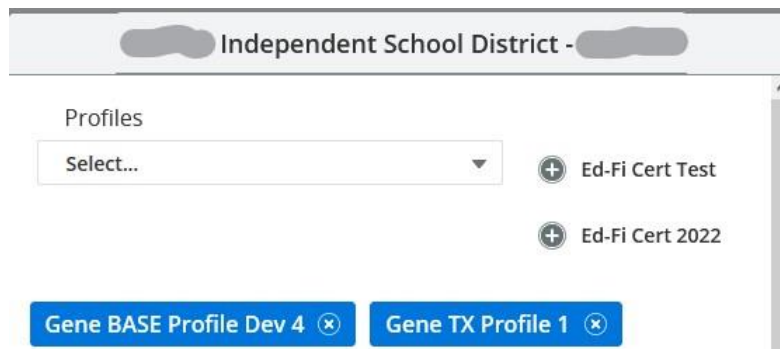 Independent School District -
Profiles
Select...
Ed-Fi Cert Test
Ed-Fi Cert 2022
Gene BASE Profile Dev 4
Gene TX Profile 1